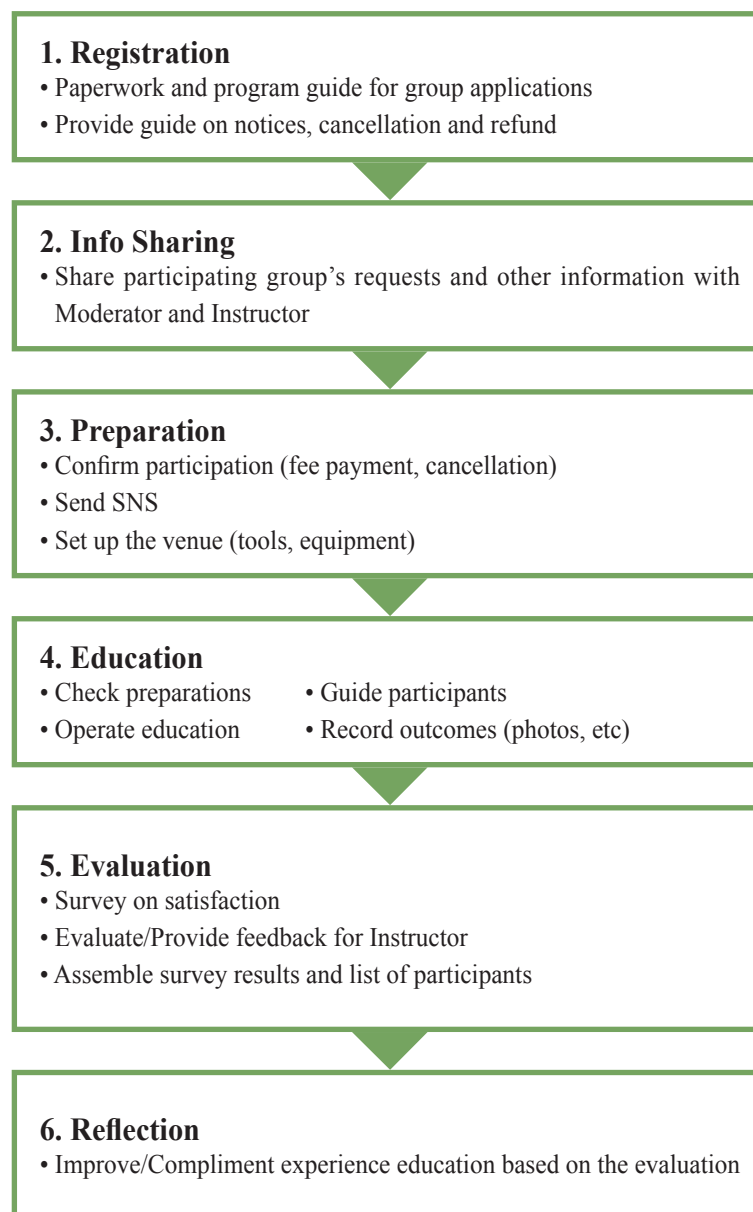 1. Registration
• Paperwork and program guide for group applications
• Provide guide on notices, cancellation and refund
2. Info Sharing
• Share participating group's requests and other information with
Moderator and Instructor
3. Preparation
• Confirm participation (fee payment, cancellation)
• Send SNS
• Set up the venue (tools, equipment)
4. Education
• Check preparations • Guide participants
• Operate education • Record outcomes (photos, etc)
5. Evaluation
• Survey on satisfaction
• Evaluate/Provide feedback for Instructor
• Assemble survey results and list of participants
6. Reflection
• Improve/Compliment experience education based on the evaluation